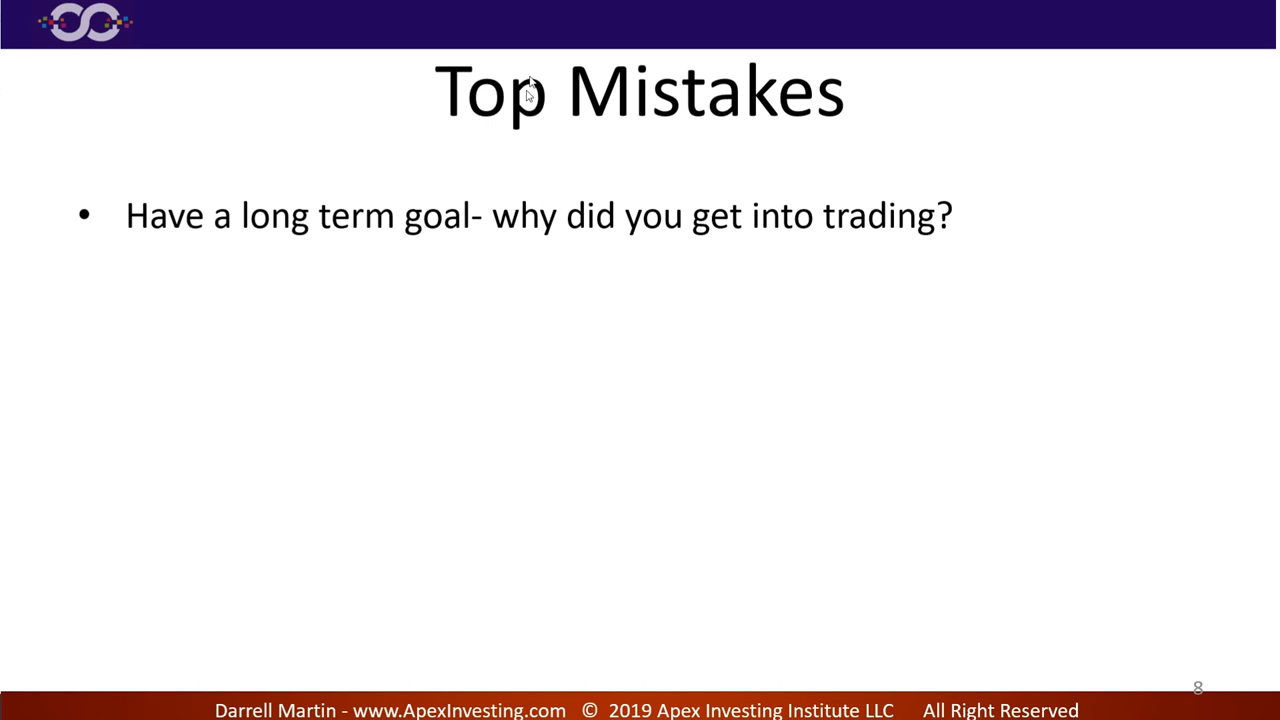 Top Mistakes
• Have a long term goal- why did you get into trading?
8
Darrell Martin - www.ApexInvesting.com © 2019 Apex Investing Institute LLC All Right Reserved